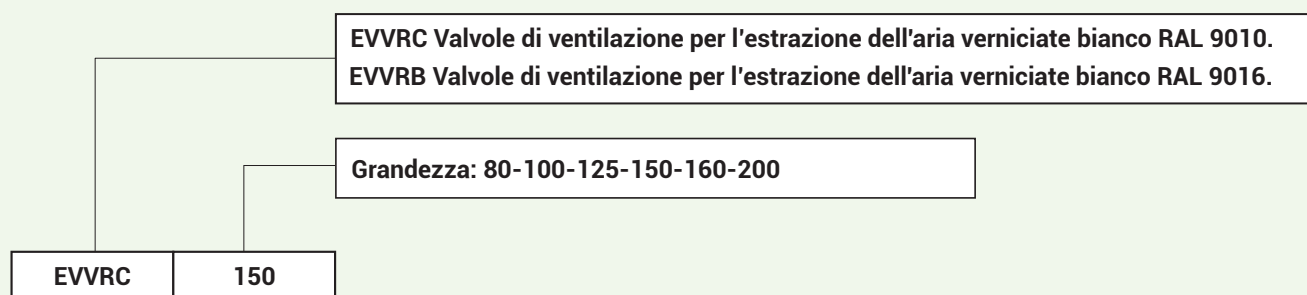 EVVRC Valvole di ventilazione per l'estrazione dell'aria verniciate bianco RAL 9010.
EVVRB Valvole di ventilazione per l'estrazione dell'aria verniciate bianco RAL 9016.
Grandezza: 80-100-125-150-160-200
EVVRC 150